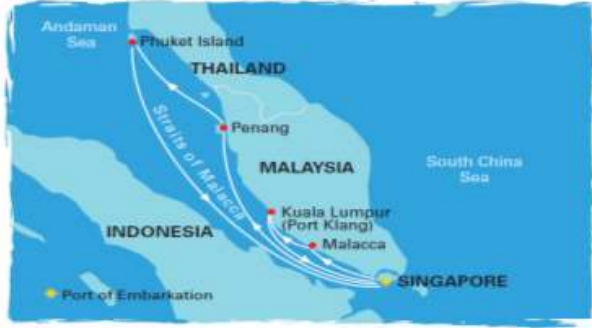 Andaman
Sea
Phuket Island
THAILAND
Straits of Malacca
Penang
MALAYSIA
South China
Sea
Kuala Lumpur
(Port Klang)
INDONESIA
Malacca
SINGAPORE
Port of Embarkation